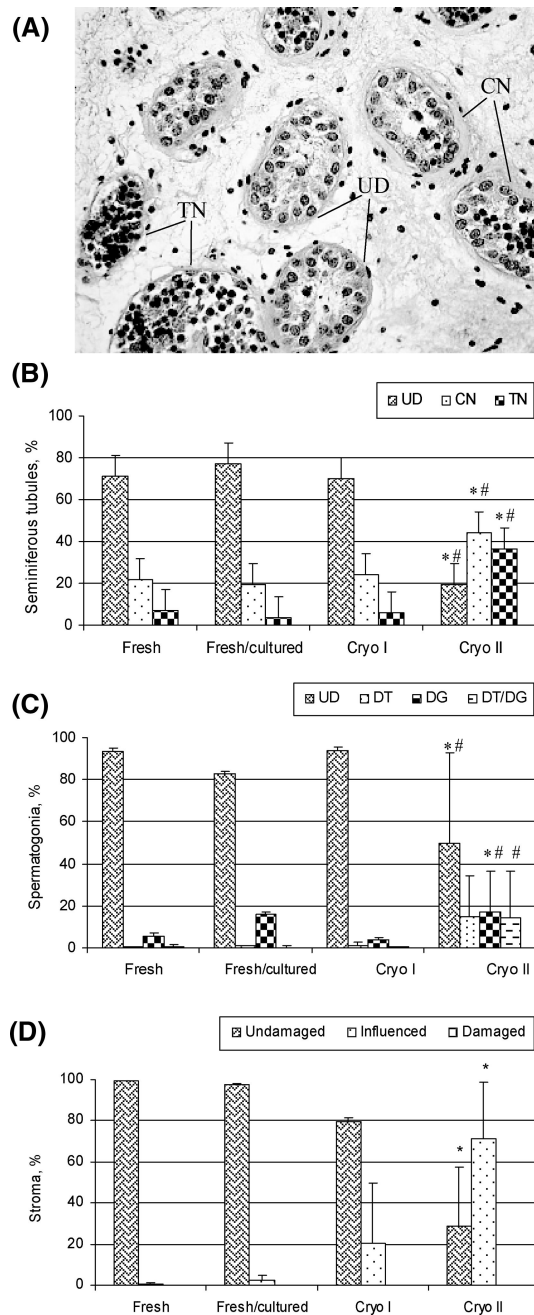 (A)
CN
UD
TN
(B)
UD CN TN
Seminiferous tubules, %
100
80
60
40
20
0
*# *# *#
Fresh Fresh/cultured Cryo I Cryo II
(C)
UD DT DG DT/DG
Spermatogonia, %
100
80
60
40
20
0
*# *# #
Fresh Fresh/cultured Cryo I Cryo II
(D)
Undamaged Influenced Damaged
Stroma, %
100
80
60
40
20
0
* *
Fresh Fresh/cultured Cryo I Cryo II